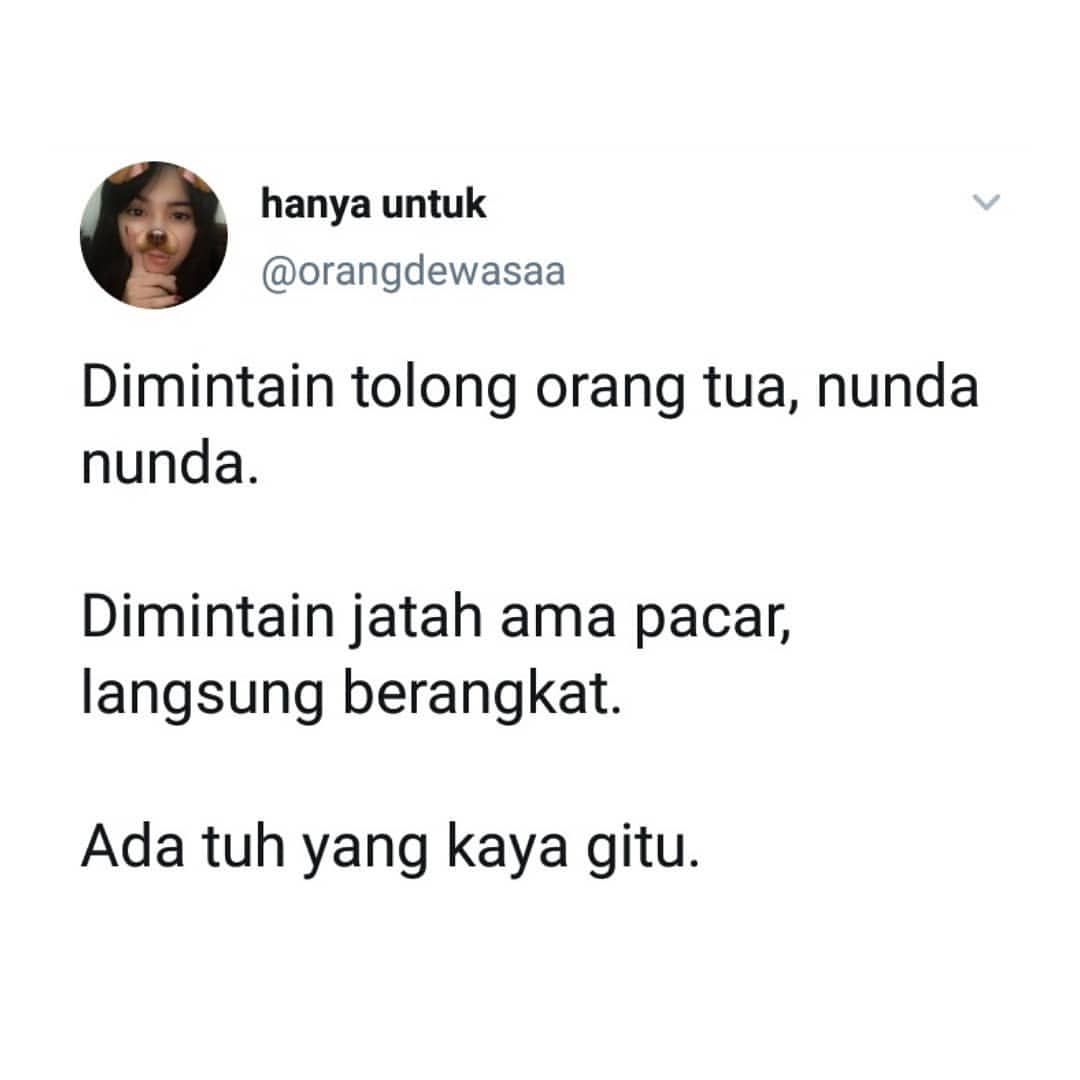 hanya untuk
@orangdewasaa
Dimintain tolong orang tua, nunda
nunda.
Dimintain jatah ama pacar,
langsung berangkat.
Ada tuh yang kaya gitu.